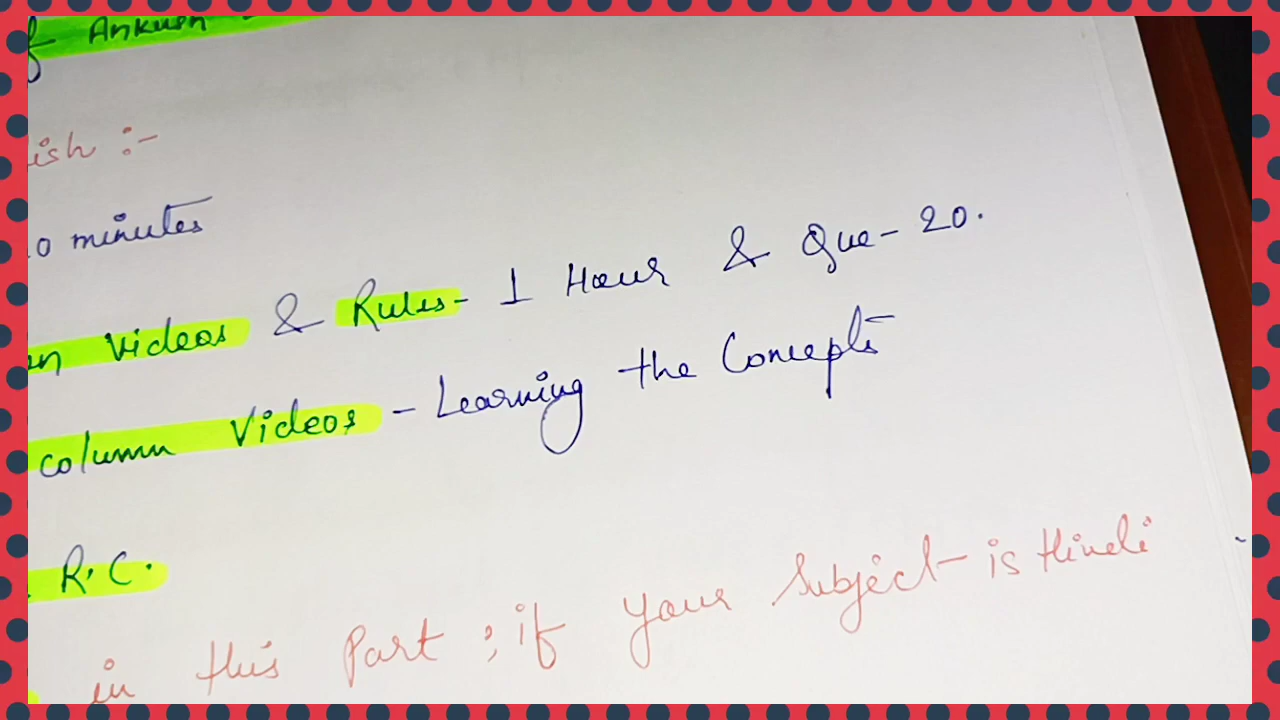 f Ankush
ish :-
0 minutes
n Videos & Rules- 1 Hour & Que- 20.
column Videos - Learning the Concepts
R.C.
in this Part ; if your Subject is Hindi